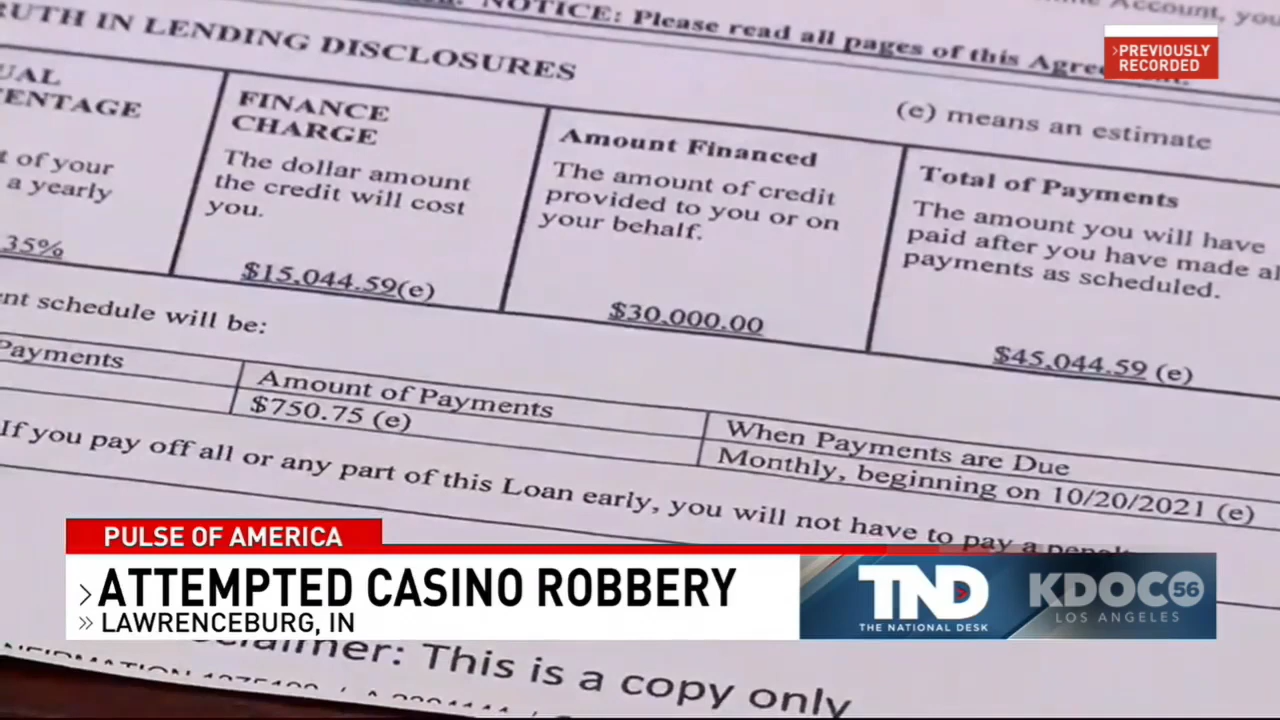 NOTICE: Please read all pages of this Agreement.
Account, you
>PREVIOUSLY
RECORDED
RUTH IN LENDING DISCLOSURES
(e) means an estimate
UAL
ENTAGE
t of your
a yearly
35%
FINANCE
CHARGE
The dollar amount
the credit will cost
you.
$15,044.59(e)
Amount Financed
The amount of credit
provided to you or on
your behalf.
$30,000.00
Total of Payments
The amount you will have
paid after you have made al
payments as scheduled.
$45,044.59 (e)
nt schedule will be:
Payments
Amount of Payments
$750.75 (e)
When Payments are Due
Monthly, beginning on 10/20/2021 (e)
If you pay off all or any part of this Loan early, you will not have to pay a penalt
PULSE OF AMERICA
> ATTEMPTED CASINO ROBBERY
» LAWRENCEBURG, IN
TND
THE NATIONAL DESK
KDOC 56
LOS ANGELES
sclaimer: This is a copy only